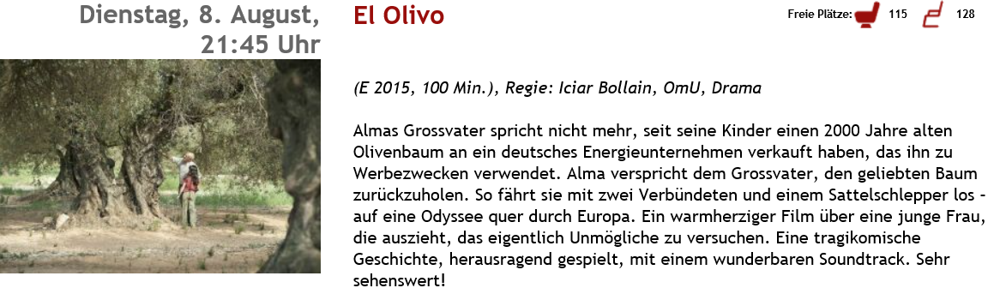 Dienstag, 8. August,
21:45 Uhr
El Olivo
Freie Plätze: 115 128
(E 2015, 100 Min.), Regie: Iciar Bollain, OmU, Drama
Almas Grossvater spricht nicht mehr, seit seine Kinder einen 2000 Jahre alten
Olivenbaum an ein deutsches Energieunternehmen verkauft haben, das ihn zu
Werbezwecken verwendet. Alma verspricht dem Grossvater, den geliebten Baum
zurückzuholen. So fährt sie mit zwei Verbündeten und einem Sattelschlepper los –
auf eine Odyssee quer durch Europa. Ein warmherziger Film über eine junge Frau,
die auszieht, das eigentlich Unmögliche zu versuchen. Eine tragikomische
Geschichte, herausragend gespielt, mit einem wunderbaren Soundtrack. Sehr
sehenswert!